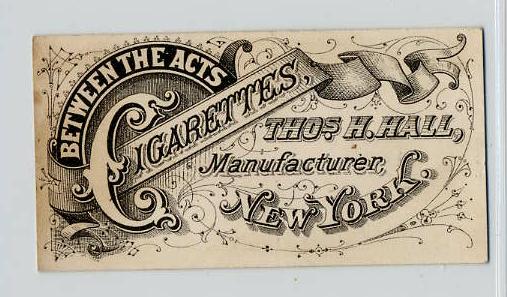 BETWEEN THE ACTS
CIGARETTES,
THOS H. HALL,
Manufacturer,
NEW YORK.